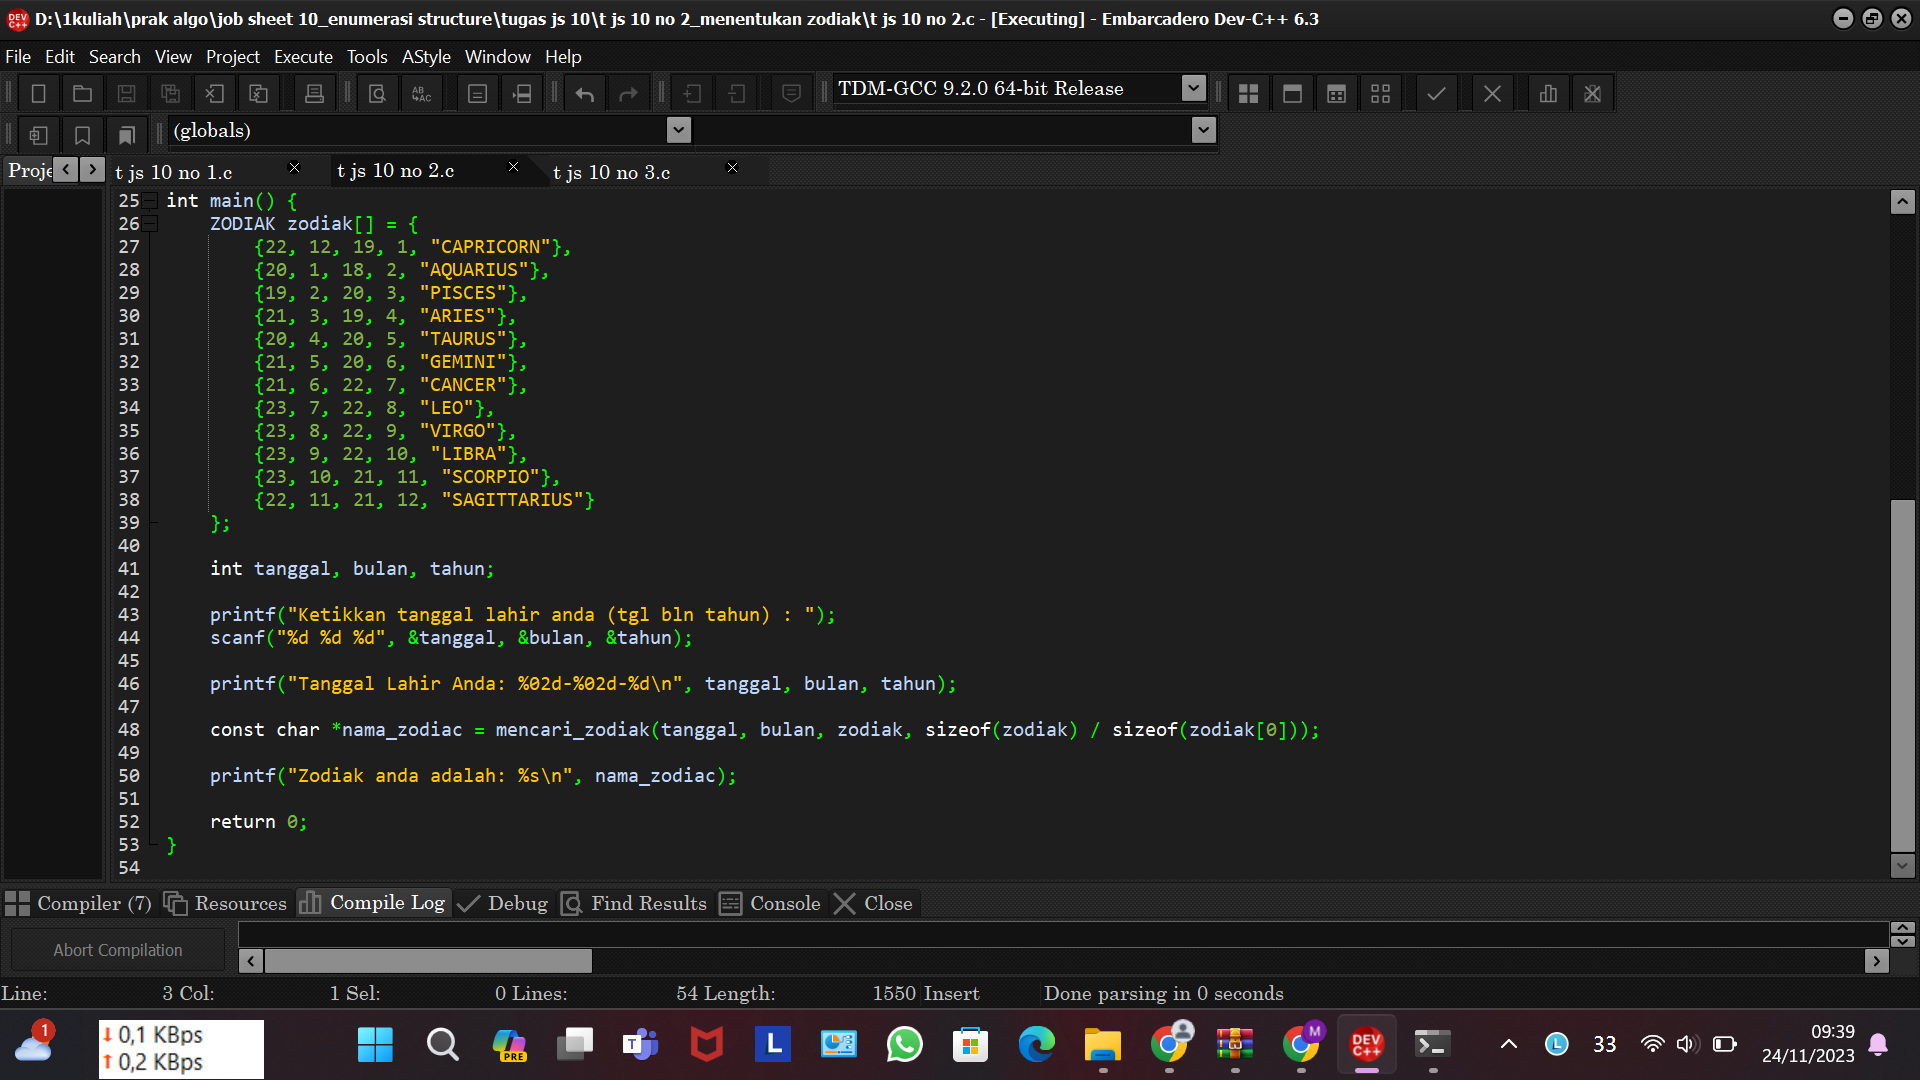 D:\1kuliah\prak algo\job sheet 10_enumerasi structure\tugas js 10\t js 10 no 2_menentukan zodiak\t js 10 no 2.c - [Executing] - Embarcadero Dev-C++ 6.3
File Edit Search View Project Execute Tools AStyle Window Help
TDM-GCC 9.2.0 64-bit Release
(globals)
Proje t js 10 no 1.c t js 10 no 2.c t js 10 no 3.c
25 int main() {
26 ZODIAK zodiak[] = {
27 {22, 12, 19, 1, "CAPRICORN"},
28 {20, 1, 18, 2, "AQUARIUS"},
29 {19, 2, 20, 3, "PISCES"},
30 {21, 3, 19, 4, "ARIES"},
31 {20, 4, 20, 5, "TAURUS"},
32 {21, 5, 20, 6, "GEMINI"},
33 {21, 6, 22, 7, "CANCER"},
34 {23, 7, 22, 8, "LEO"},
35 {23, 8, 22, 9, "VIRGO"},
36 {23, 9, 22, 10, "LIBRA"},
37 {23, 10, 21, 11, "SCORPIO"},
38 {22, 11, 21, 12, "SAGITTARIUS"}
39 };
40
41 int tanggal, bulan, tahun;
42
43 printf("Ketikkan tanggal lahir anda (tgl bln tahun) : ");
44 scanf("%d %d %d", &tanggal, &bulan, &tahun);
45
46 printf("Tanggal Lahir Anda: %02d-%02d-%d\n", tanggal, bulan, tahun);
47
48 const char *nama_zodiac = mencari_zodiak(tanggal, bulan, zodiak, sizeof(zodiak) / sizeof(zodiak[0]));
49
50 printf("Zodiak anda adalah: %s\n", nama_zodiac);
51
52 return 0;
53 }
54
Compiler (7) Resources Compile Log Debug Find Results Console Close
Abort Compilation
Line: 3 Col: 1 Sel: 0 Lines: 54 Length: 1550 Insert Done parsing in 0 seconds
1
0,1 KBps
0,2 KBps
PRE
T
L
M
DEV C++
L
33
09:39
24/11/2023